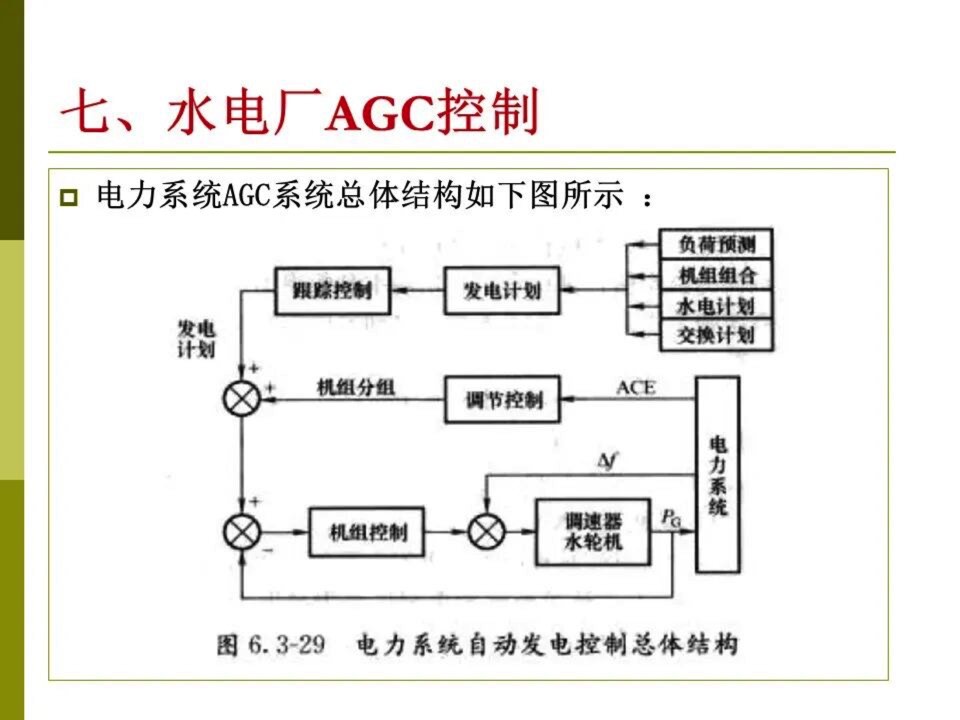 七、水电厂AGC控制
电力系统AGC系统总体结构如下图所示 ：
负荷预测
跟踪控制
发电计划
机组组合
水电计划
交换计划
发电
计划
+
+
机组分组
调节控制
ACE
电
力
系
统
Δf
+
−
机组控制
调速器
水轮机
PG
图 6.3-29 电力系统自动发电控制总体结构